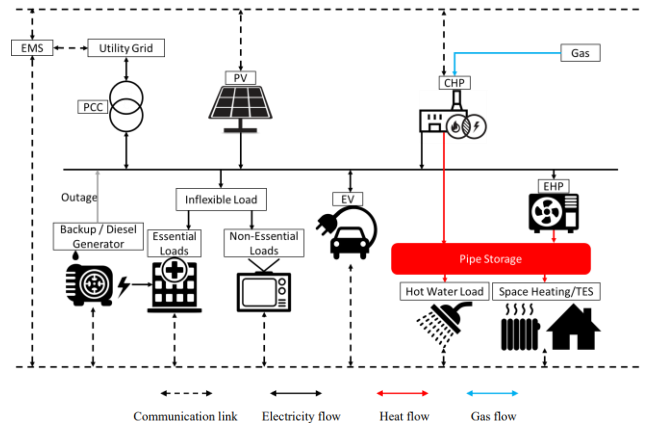 EMS
Utility Grid
PV
CHP
Gas
PCC
Outage
Inflexible Load
EV
EHP
Backup / Diesel
Generator
Essential
Loads
Non-Essential
Loads
Pipe Storage
Hot Water Load
Space Heating/TES
Communication link
Electricity flow
Heat flow
Gas flow